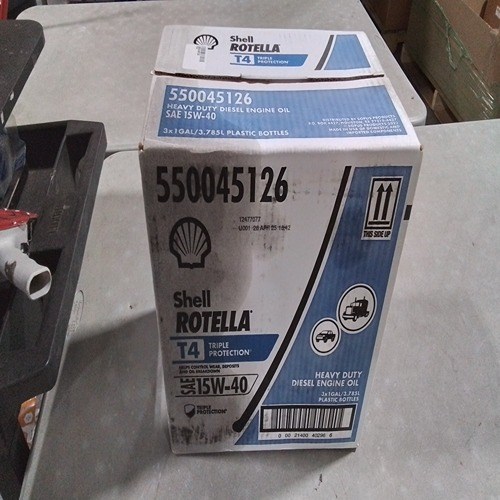 Shell
ROTELLA
T4 TRIPLE
PROTECTION
550045126
HEAVY DUTY DIESEL ENGINE OIL
SAE 15W-40
3x1GAL/3.785L PLASTIC BOTTLES
550045126
THIS SIDE UP
Shell
ROTELLA
T4 TRIPLE
PROTECTION
SAE 15W-40
TRIPLE
PROTECTION
HEAVY DUTY
DIESEL ENGINE OIL
3x1GAL/3.785L
PLASTIC BOTTLES